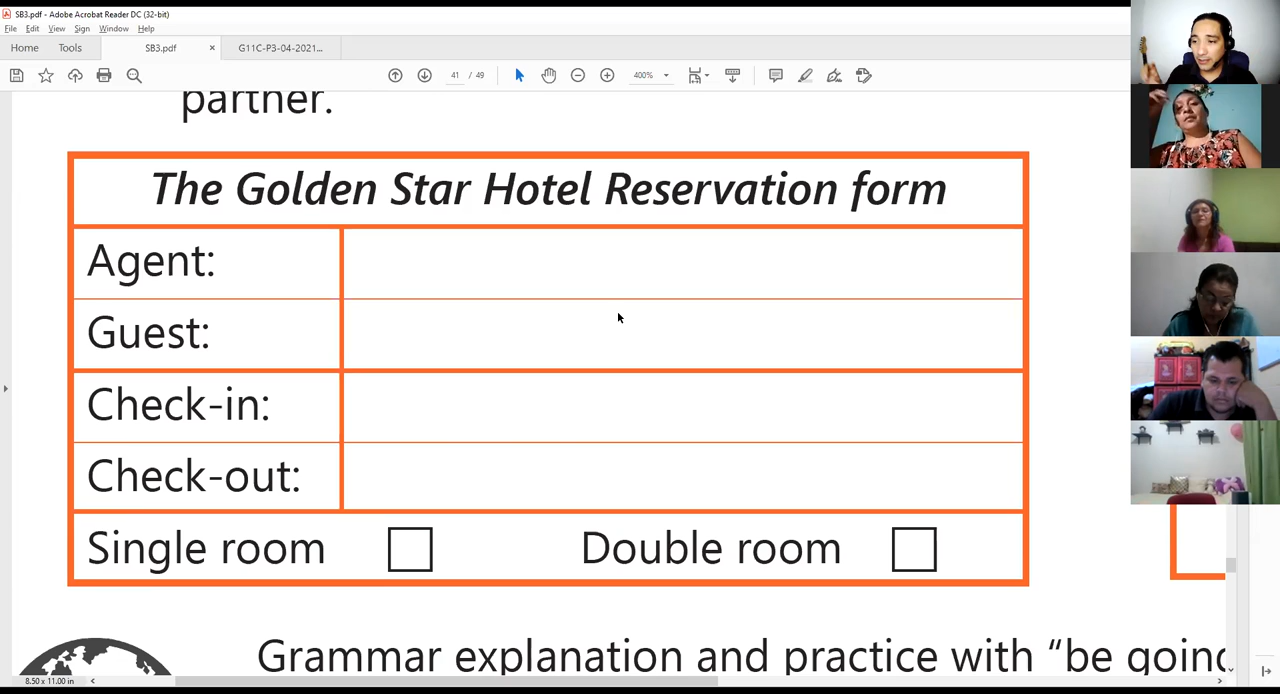 SB3.pdf - Adobe Acrobat Reader DC (32-bit)
File Edit View Sign Window Help
Home Tools SB3.pdf × G11C-P3-04-2021...
41 / 49 400%
partner.
The Golden Star Hotel Reservation form
Agent:
Guest:
Check-in:
Check-out:
Single room Double room
Grammar explanation and practice with “be going
8.50 x 11.00 in